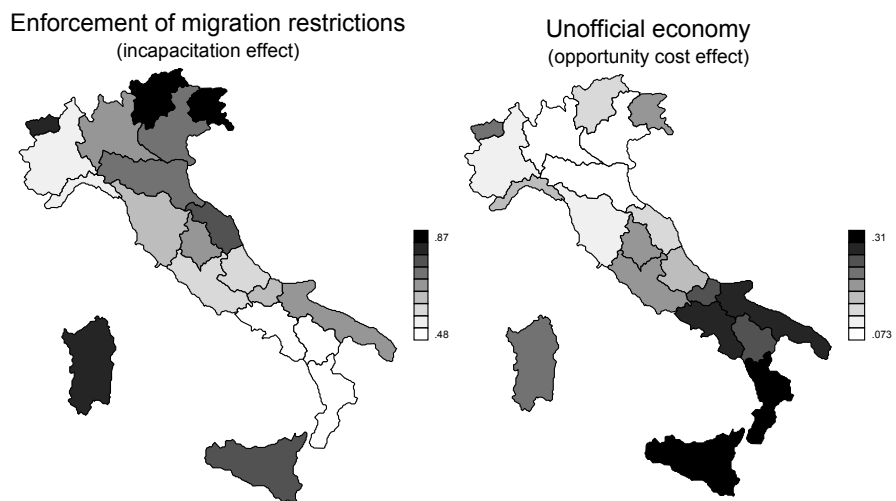 Enforcement of migration restrictions
(incapacitation effect)
.87
.48
Unofficial economy
(opportunity cost effect)
.31
.073